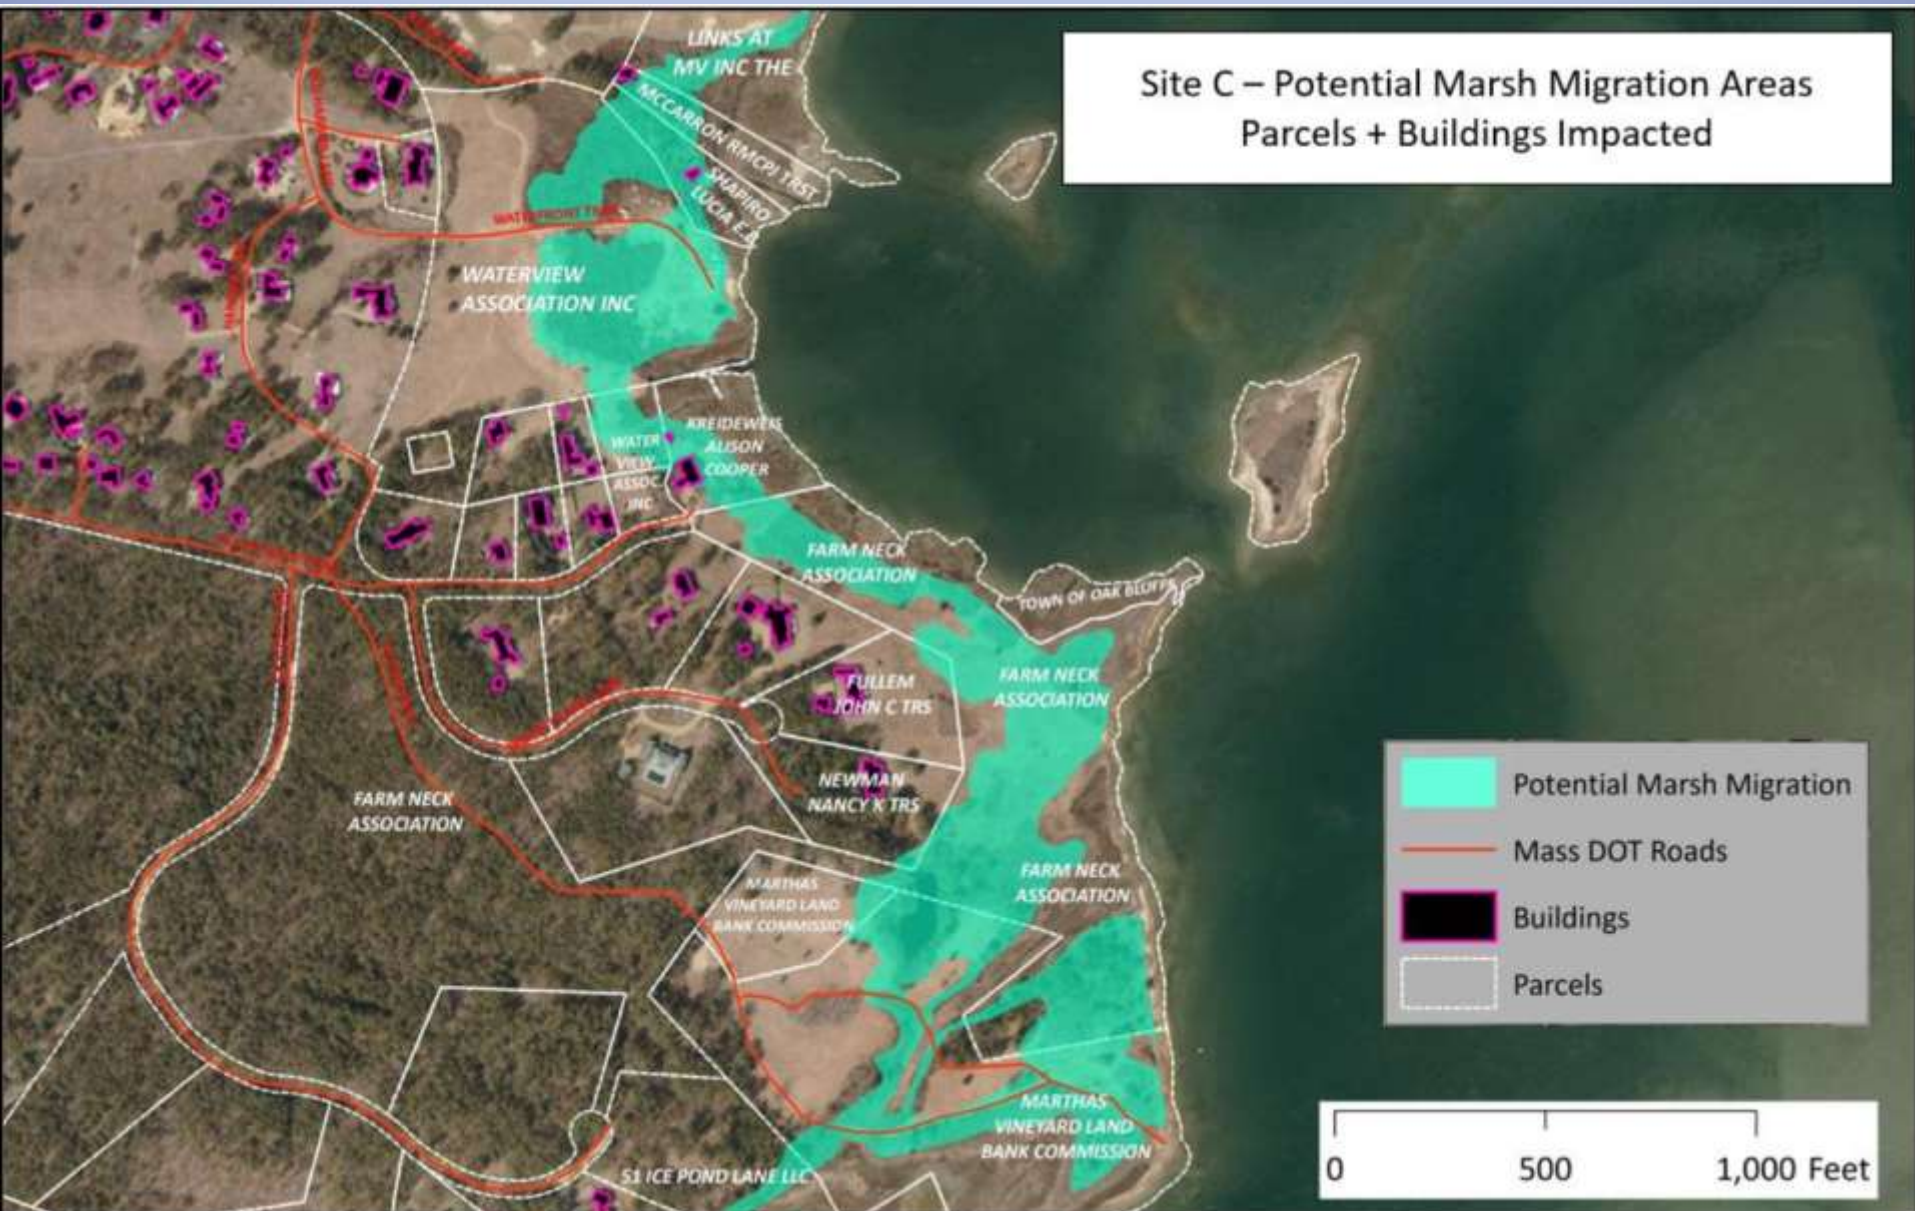 Site C – Potential Marsh Migration Areas
Parcels + Buildings Impacted
LINKS AT
MV INC THE
MCCARRON RMCPJ TRST
SHAPIRO
LUCIA E.B
WATERVIEW
ASSOCIATION INC
KREIDEWEIS
ALISON
COOPER
WATER
VIEW
ASSOC
INC
FARM NECK
ASSOCIATION
TOWN OF OAK BLUFFS
FARM NECK
ASSOCIATION
FULLEM
JOHN C TRS
NEWMAN
NANCY K TRS
FARM NECK
ASSOCIATION
FARM NECK
ASSOCIATION
MARTHAS
VINEYARD LAND
BANK COMMISSION
MARTHAS
VINEYARD LAND
BANK COMMISSION
51 ICE POND LANE LLC
Potential Marsh Migration
Mass DOT Roads
Buildings
Parcels
0 500 1,000 Feet